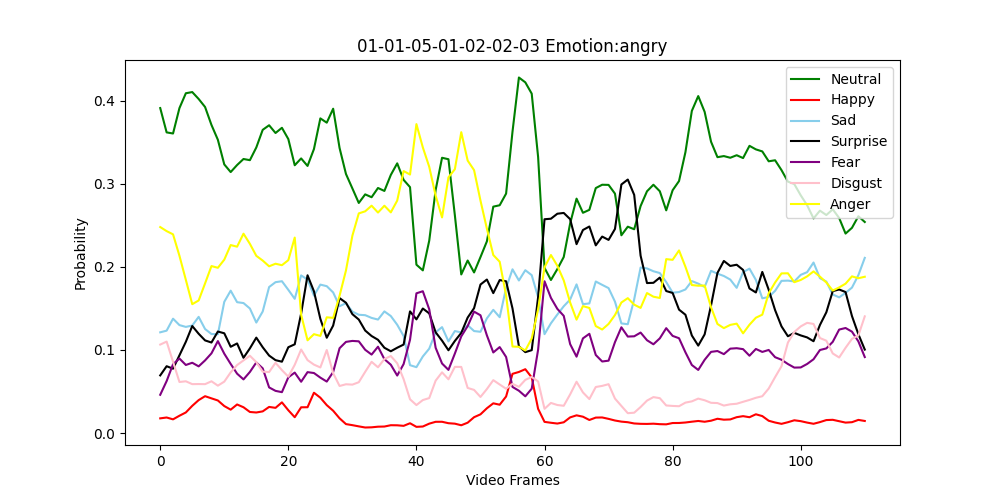 01-01-05-01-02-02-03 Emotion:angry
Probability
0.4
0.3
0.2
0.1
0.0
0 20 40 60 80 100
Video Frames
Neutral
Happy
Sad
Surprise
Fear
Disgust
Anger